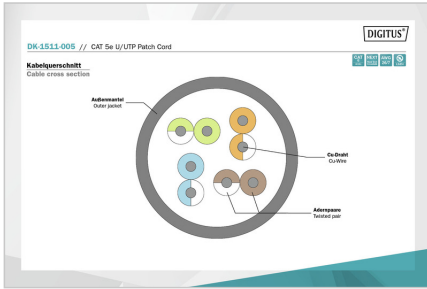 DIGITUS®
DK-1511-005 // CAT 5e U/UTP Patch Cord
Kabelquerschnitt
Cable cross section
Außenmantel
Outer jacket
Cu-Draht
Cu-Wire
Aderpaare
Twisted pair